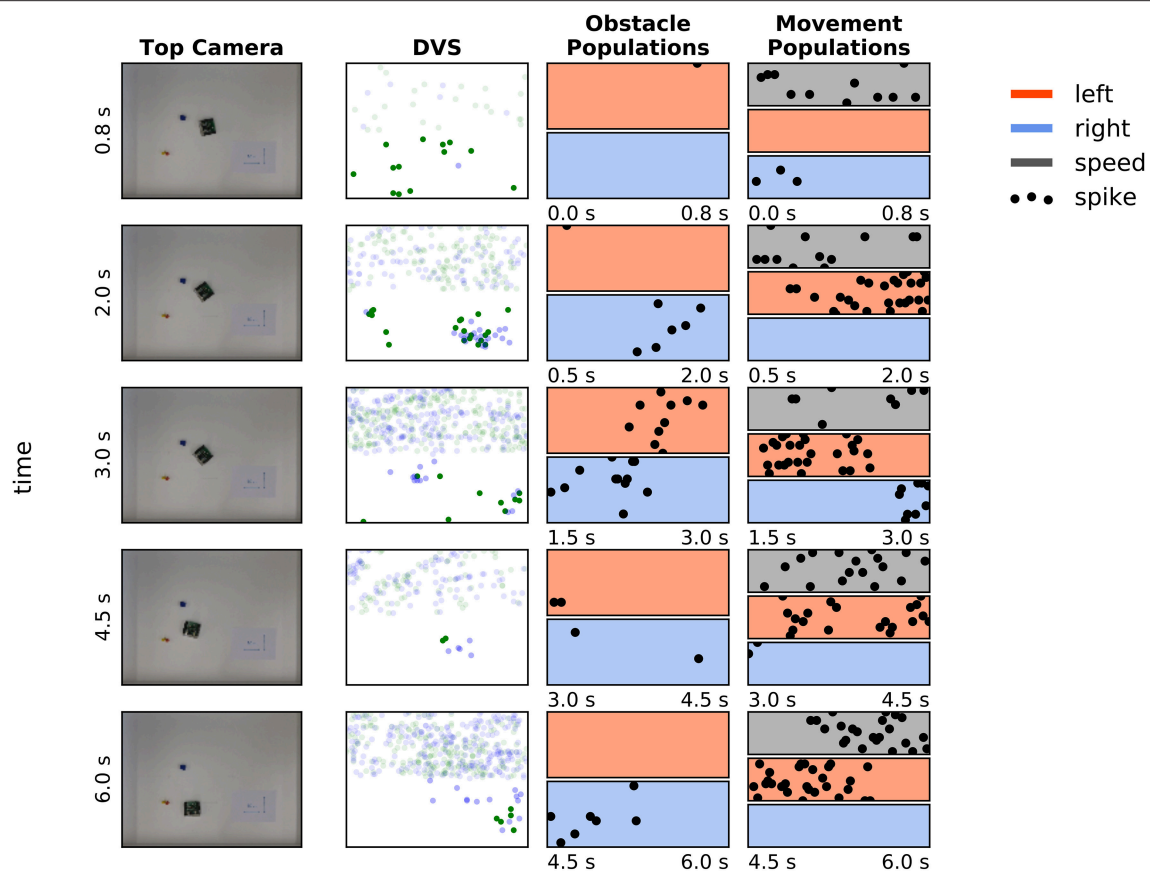 Top Camera
DVS
Obstacle
Populations
Movement
Populations
left
right
speed
spike
time
0.8 s
0.0 s
0.8 s
0.0 s
0.8 s
2.0 s
0.5 s
2.0 s
0.5 s
2.0 s
3.0 s
1.5 s
3.0 s
1.5 s
3.0 s
4.5 s
3.0 s
4.5 s
3.0 s
4.5 s
6.0 s
4.5 s
6.0 s
4.5 s
6.0 s